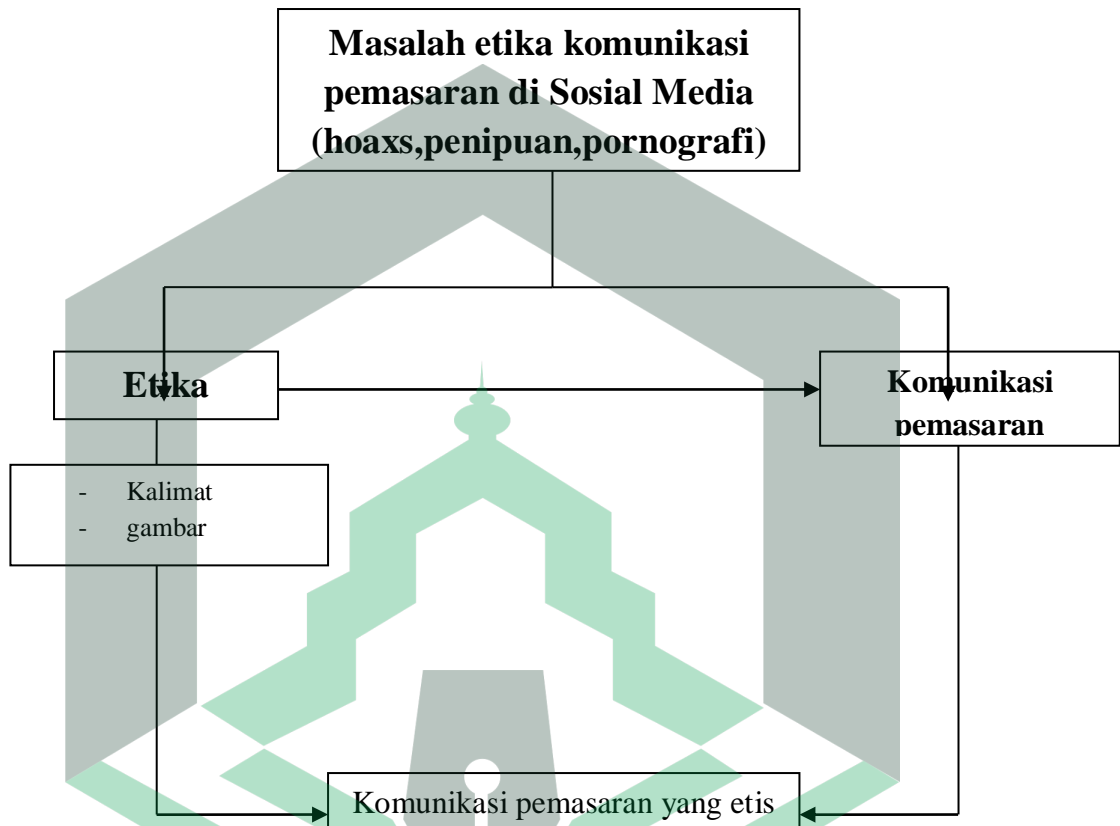 Masalah etika komunikasi
pemasaran di Sosial Media
(hoaxs,penipuan,pornografi)
Etika
Komunikasi
pemasaran
- Kalimat
- gambar
Komunikasi pemasaran yang etis